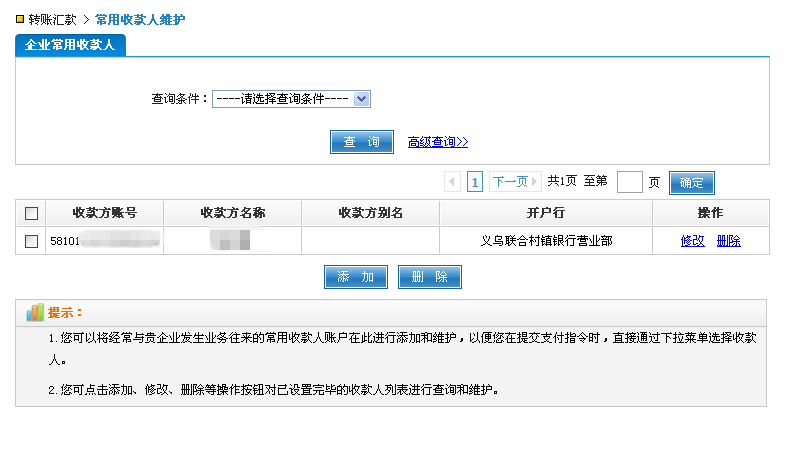 转账汇款 > 常用收款人维护
企业常用收款人
查询条件：----请选择查询条件----
查 询 高级查询>>
1 下一页 共1页 至第 页 确定
收款方账号 收款方名称 收款方别名 开户行 操作
58101 义乌联合村镇银行营业部 修改 删除
添 加 删 除
提示：
1.您可以将经常与贵企业发生业务往来的常用收款人账户在此进行添加和维护，以便您在提交支付指令时，直接通过下拉菜单选择收款
人。
2.您可点击添加、修改、删除等操作按钮对已设置完毕的收款人列表进行查询和维护。